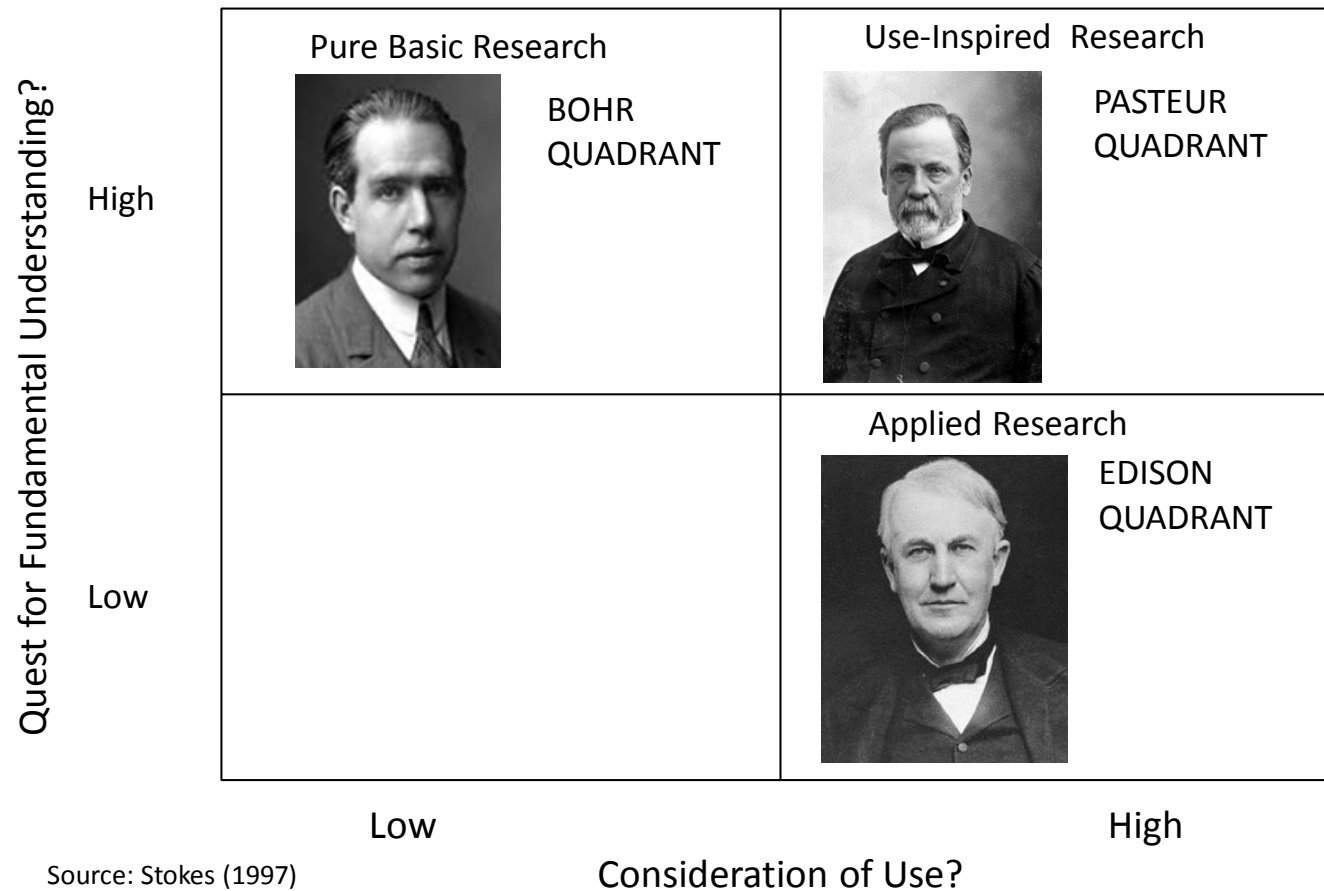 Quest for Fundamental Understanding?
High
Low
Pure Basic Research
BOHR
QUADRANT
Use-Inspired Research
PASTEUR
QUADRANT
Applied Research
EDISON
QUADRANT
Low
High
Consideration of Use?
Source: Stokes (1997)